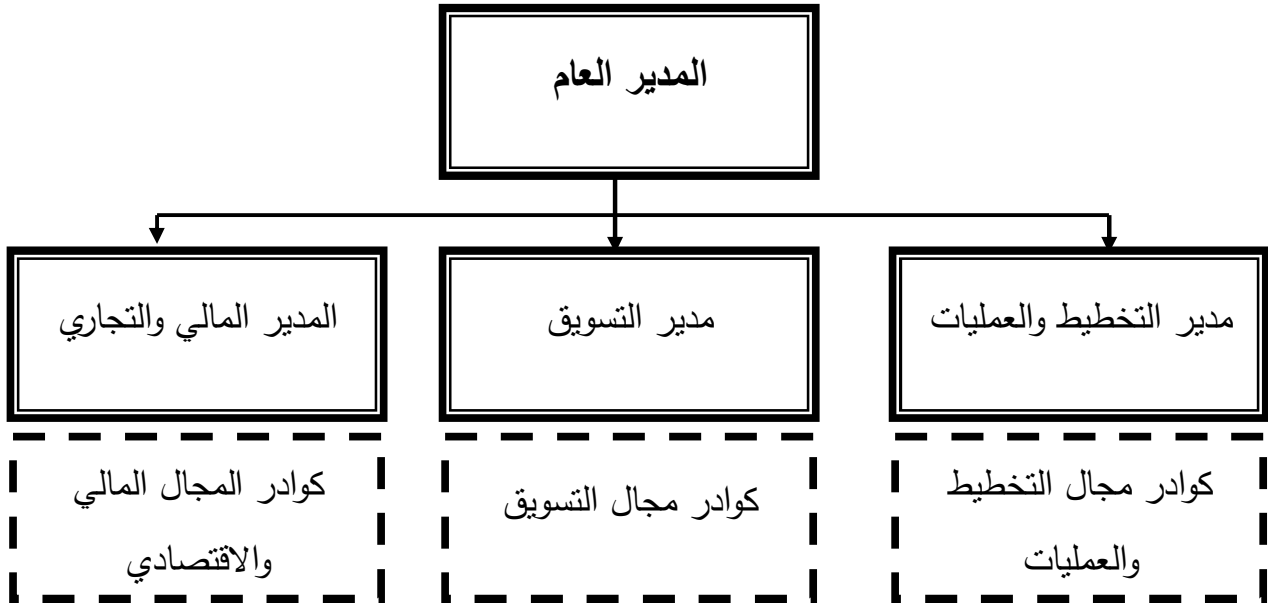 المدير العام
مدير التخطيط والعمليات
مدير التسويق
المدير المالي والتجاري
كوادر مجال التخطيط
والعمليات
كوادر مجال التسويق
كوادر المجال المالي
والاقتصادي